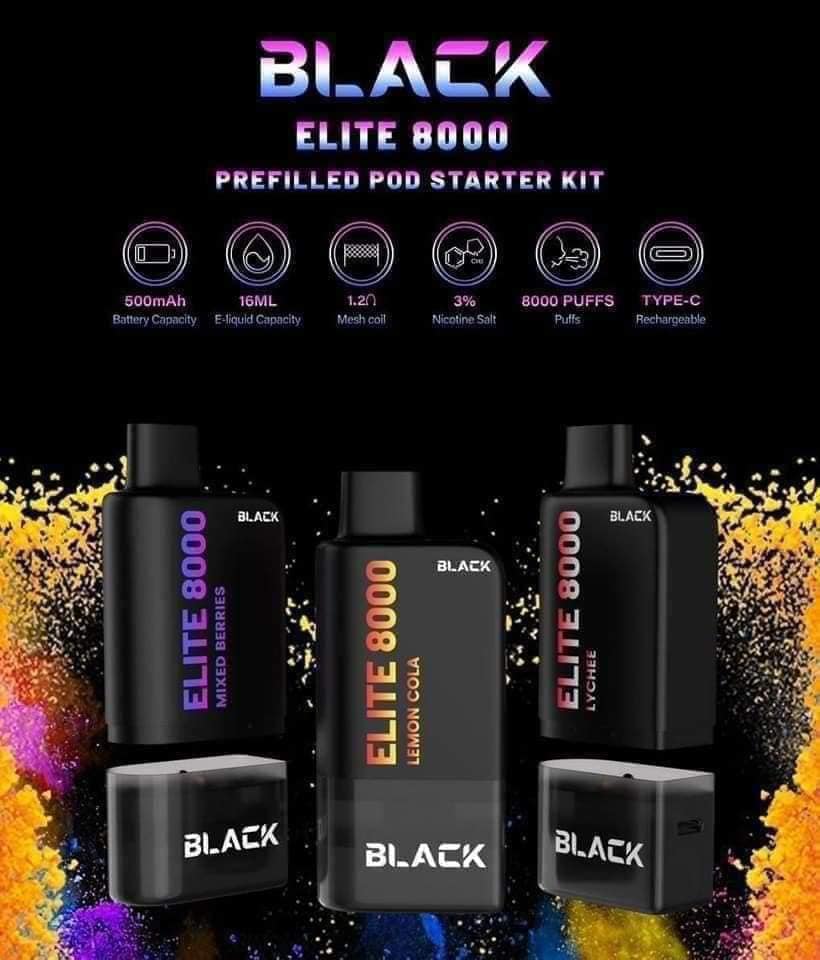 BLACK
ELITE 8000
PREFILLED POD STARTER KIT
500mAh
Battery Capacity
16ML
E-liquid Capacity
1.2Ω
Mesh coil
CH₃
3%
Nicotine Salt
8000 PUFFS
Puffs
TYPE-C
Rechargeable
BLACK
ELITE 8000
MIXED BERRIES
BLACK
BLACK
ELITE 8000
LEMON COLA
BLACK
BLACK
ELITE 8000
LYCHEE
BLACK